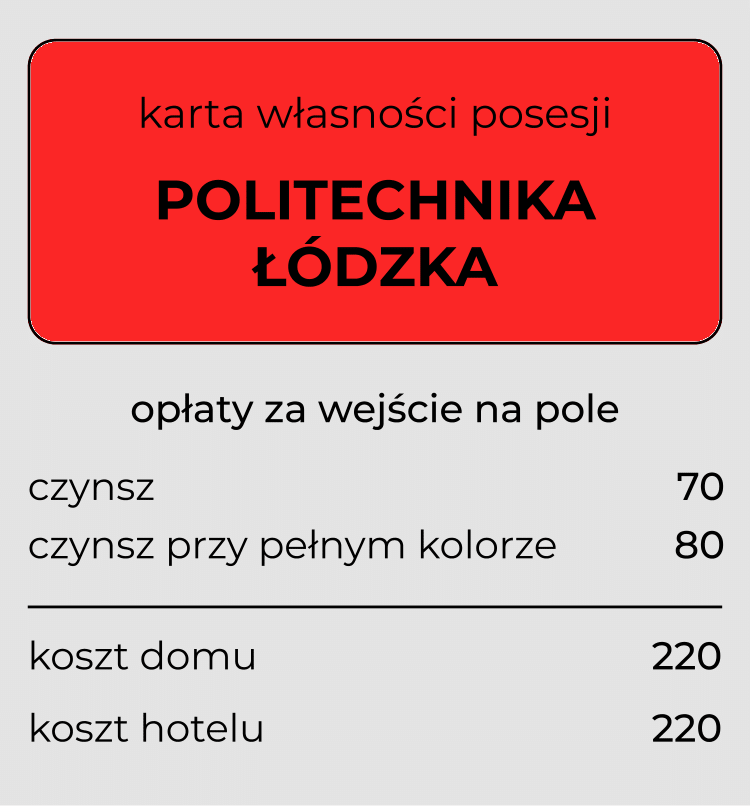 karta własności posesji
POLITECHNIKA
ŁÓDZKA
opłaty za wejście na pole
czynsz 70
czynsz przy pełnym kolorze 80
koszt domu 220
koszt hotelu 220